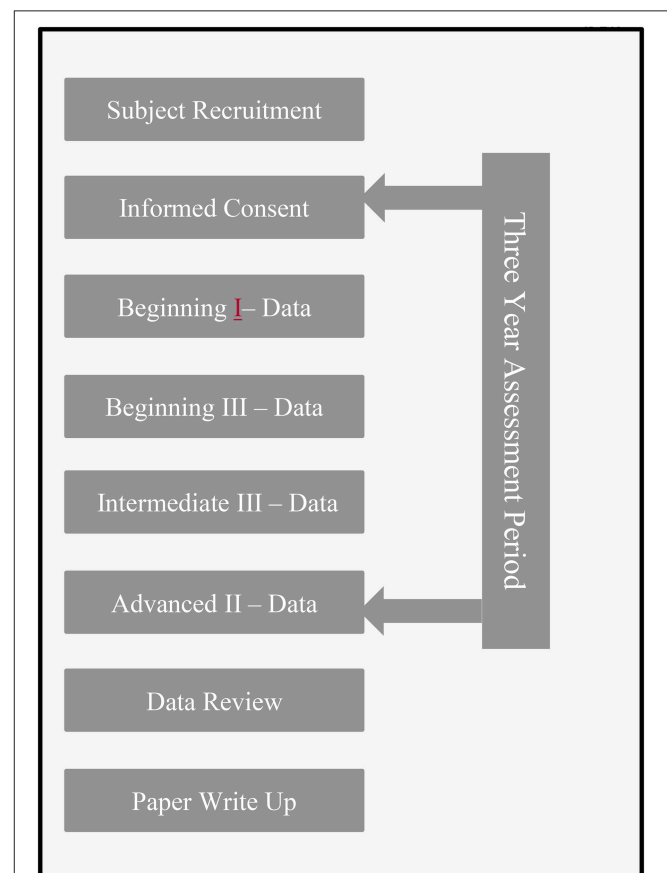 Subject Recruitment
Informed Consent
Beginning I– Data
Beginning III – Data
Intermediate III – Data
Advanced II – Data
Data Review
Paper Write Up
Three Year Assessment Period